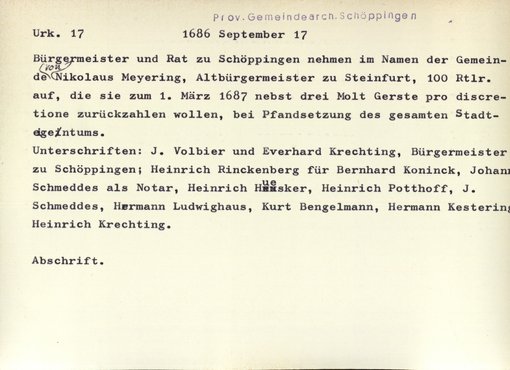 Prov. Gemeindearch. Schöppingen
Urk. 17 1686 September 17
Bürgermeister und Rat zu Schöppingen nehmen im Namen der Gemein-
de von Nikolaus Meyering, Altbürgermeister zu Steinfurt, 100 Rtlr.
auf, die sie zum 1. März 1687 nebst drei Molt Gerste pro discre-
tione zurückzahlen wollen, bei Pfandsetzung des gesamten Stadt-
eigentums.
Unterschriften: J. Volbier und Everhard Krechting, Bürgermeister
zu Schöppingen; Heinrich Rinckenberg für Bernhard Koninck, Johann
Schmeddes als Notar, Heinrich Huesker, Heinrich Potthoff, J.
Schmeddes, Hermann Ludwighaus, Kurt Bengelmann, Hermann Kestering
Heinrich Krechting.
Abschrift.